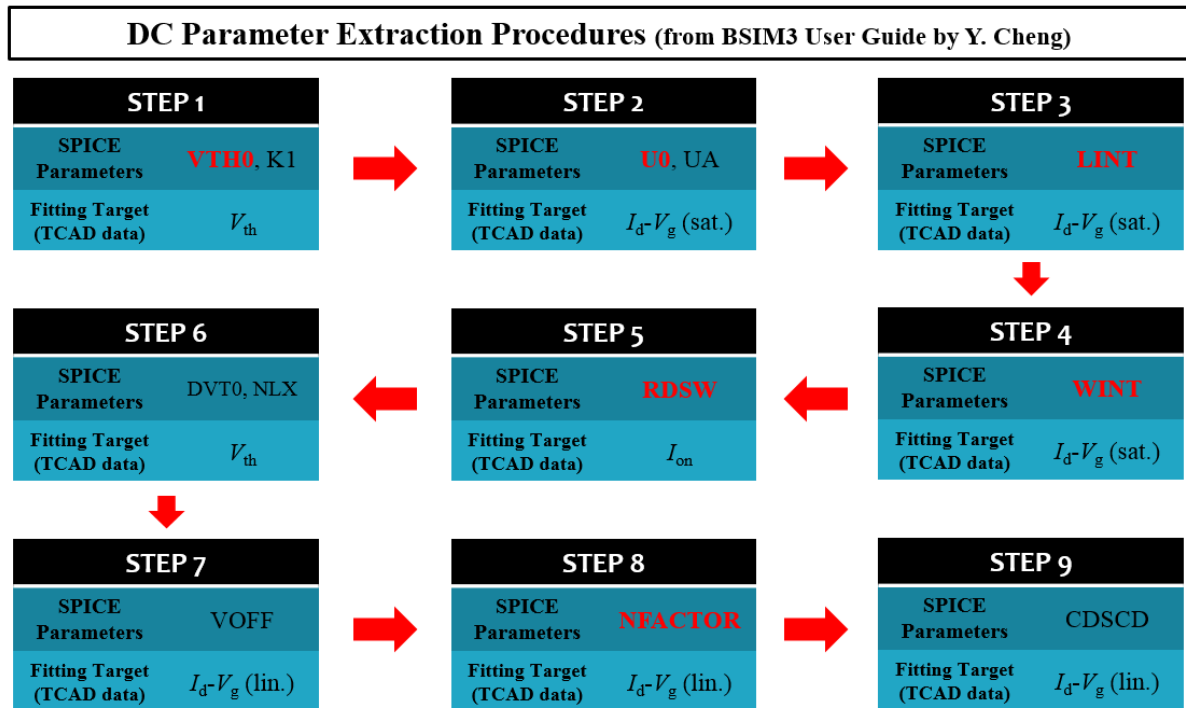 DC Parameter Extraction Procedures (from BSIM3 User Guide by Y. Cheng)
STEP 1
SPICE
Parameters
VTH0, K1
Fitting Target
(TCAD data)
Vth
STEP 2
SPICE
Parameters
U0, UA
Fitting Target
(TCAD data)
Id-Vg (sat.)
STEP 3
SPICE
Parameters
LINT
Fitting Target
(TCAD data)
Id-Vg (sat.)
STEP 4
SPICE
Parameters
WINT
Fitting Target
(TCAD data)
Id-Vg (sat.)
STEP 5
SPICE
Parameters
RDSW
Fitting Target
(TCAD data)
Ion
STEP 6
SPICE
Parameters
DVT0, NLX
Fitting Target
(TCAD data)
Vth
STEP 7
SPICE
Parameters
VOFF
Fitting Target
(TCAD data)
Id-Vg (lin.)
STEP 8
SPICE
Parameters
NFACTOR
Fitting Target
(TCAD data)
Id-Vg (lin.)
STEP 9
SPICE
Parameters
CDSCD
Fitting Target
(TCAD data)
Id-Vg (lin.)